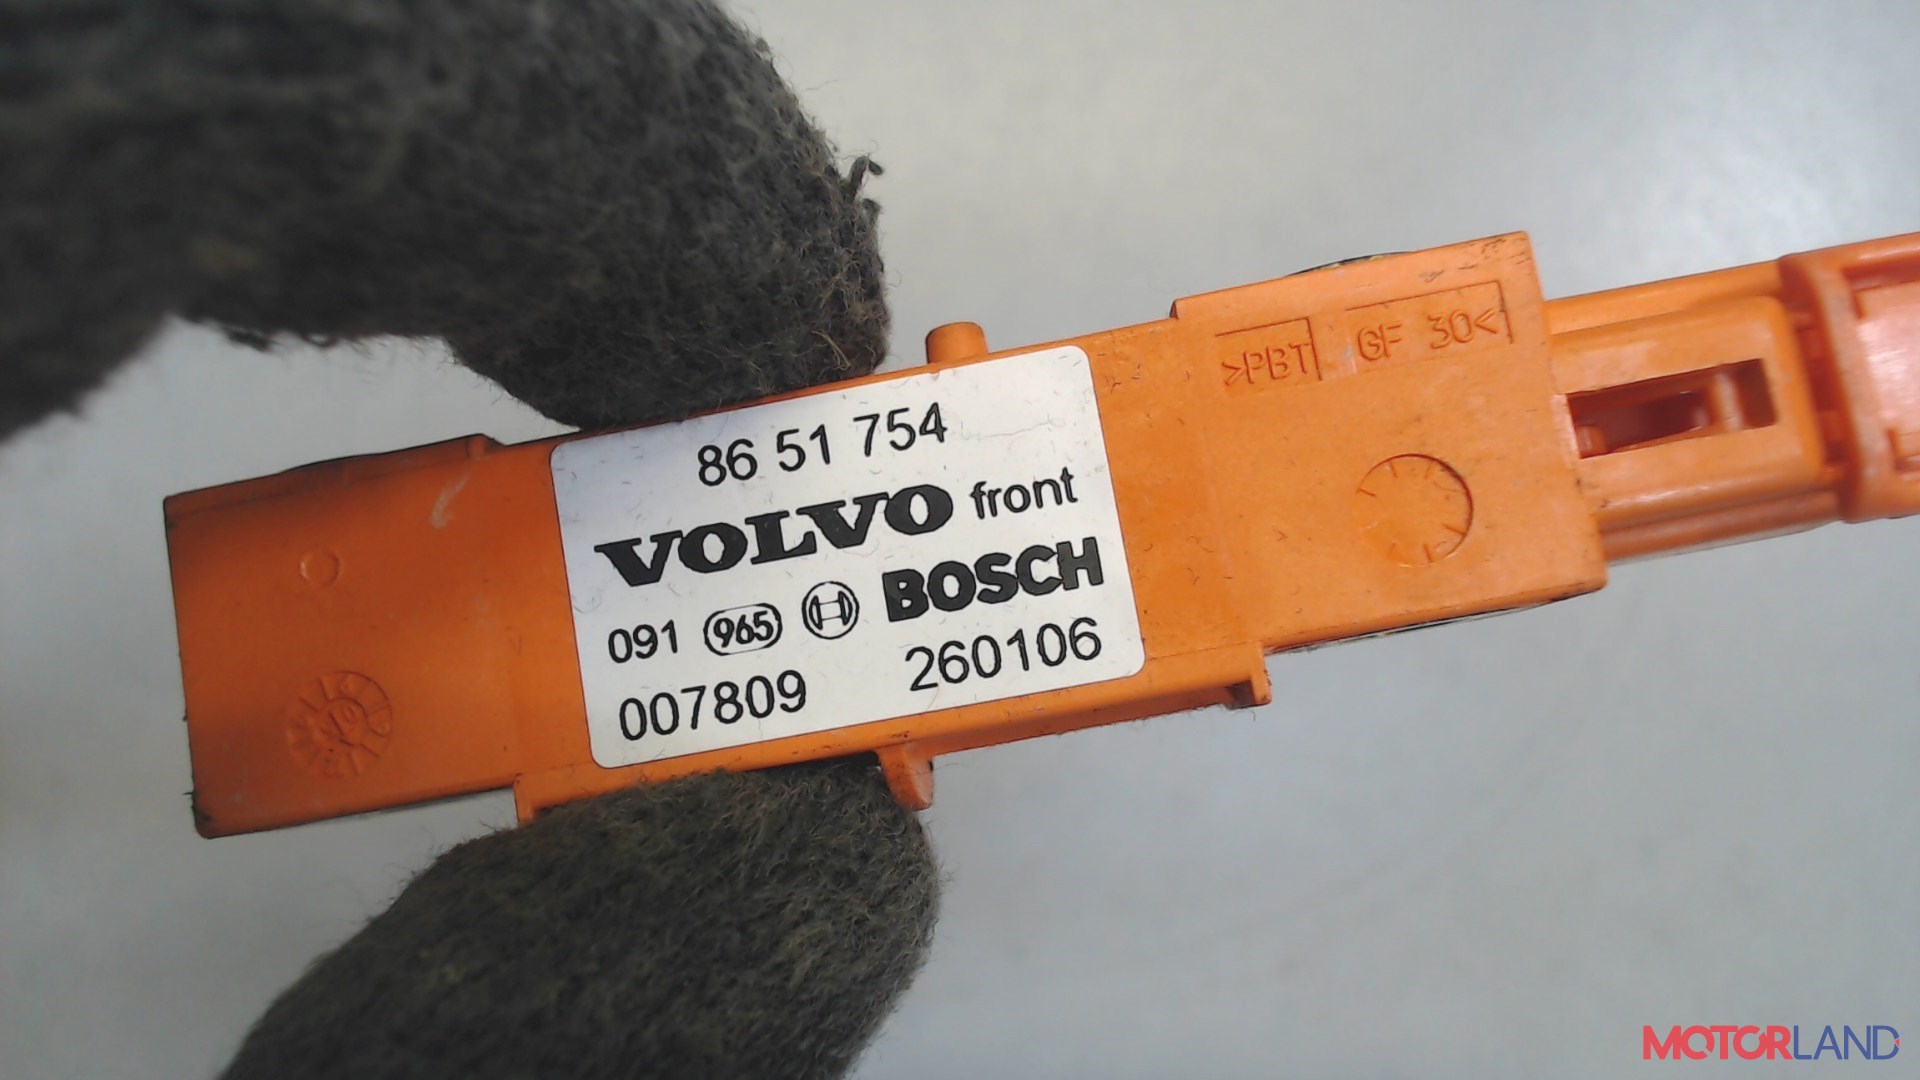 >PBT GF 30<
86 51 754
VOLVO front
091 965 BOSCH
007809 260106
MOTORLAND